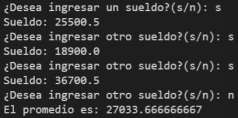 ¿Desea ingresar un sueldo?(s/n): s
Sueldo: 25500.5
¿Desea ingresar otro sueldo?(s/n): s
Sueldo: 18900.0
¿Desea ingresar otro sueldo?(s/n): s
Sueldo: 36700.5
¿Desea ingresar otro sueldo?(s/n): n
El promedio es: 27033.666666667